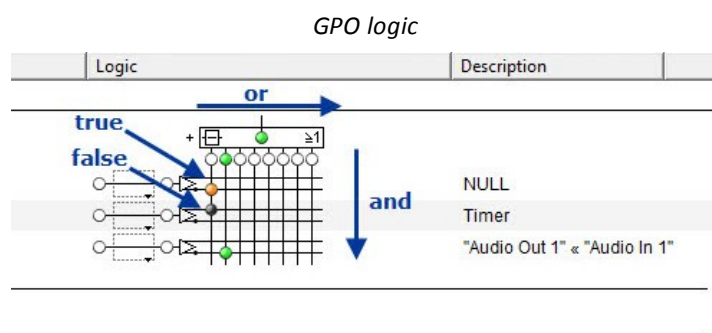 GPO logic
Logic Description
or
true
+ ≥1
false
and
NULL
Timer
"Audio Out 1" « "Audio In 1"